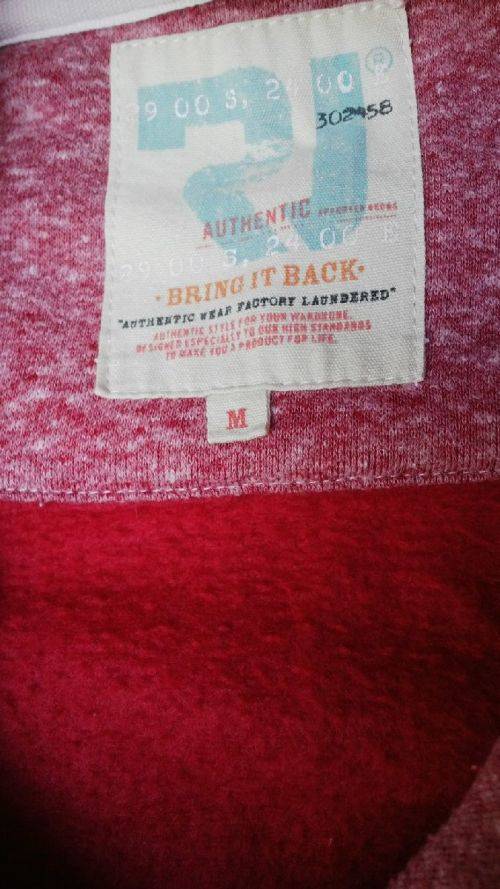 29 00 S, 24 00 E
®
302458
AUTHENTIC
29 00 S, 24 00 E
·BRING IT BACK·
"AUTHENTIC WEAR FACTORY LAUNDERED"
AUTHENTIC STYLE FOR YOUR WARDROBE.
DESIGNED ESPECIALLY TO OUR HIGH STANDARDS
TO MAKE YOU A PRODUCT FOR LIFE.
M